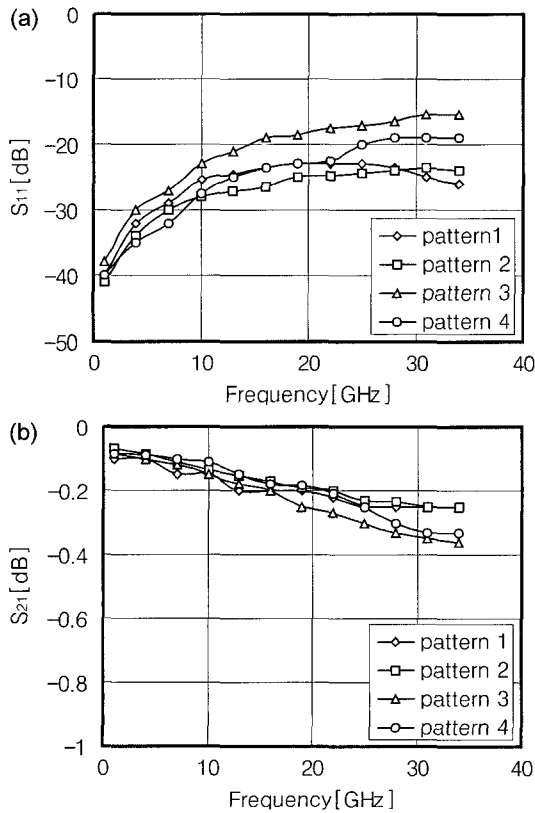 (a)
0
-10
-20
-30
-40
-50
S11[dB]
pattern1
pattern 2
pattern 3
pattern 4
0 10 20 30 40
Frequency[GHz]
(b)
0
-0.2
-0.4
-0.6
-0.8
-1
S21[dB]
pattern 1
pattern 2
pattern 3
pattern 4
0 10 20 30 40
Frequency[GHz]